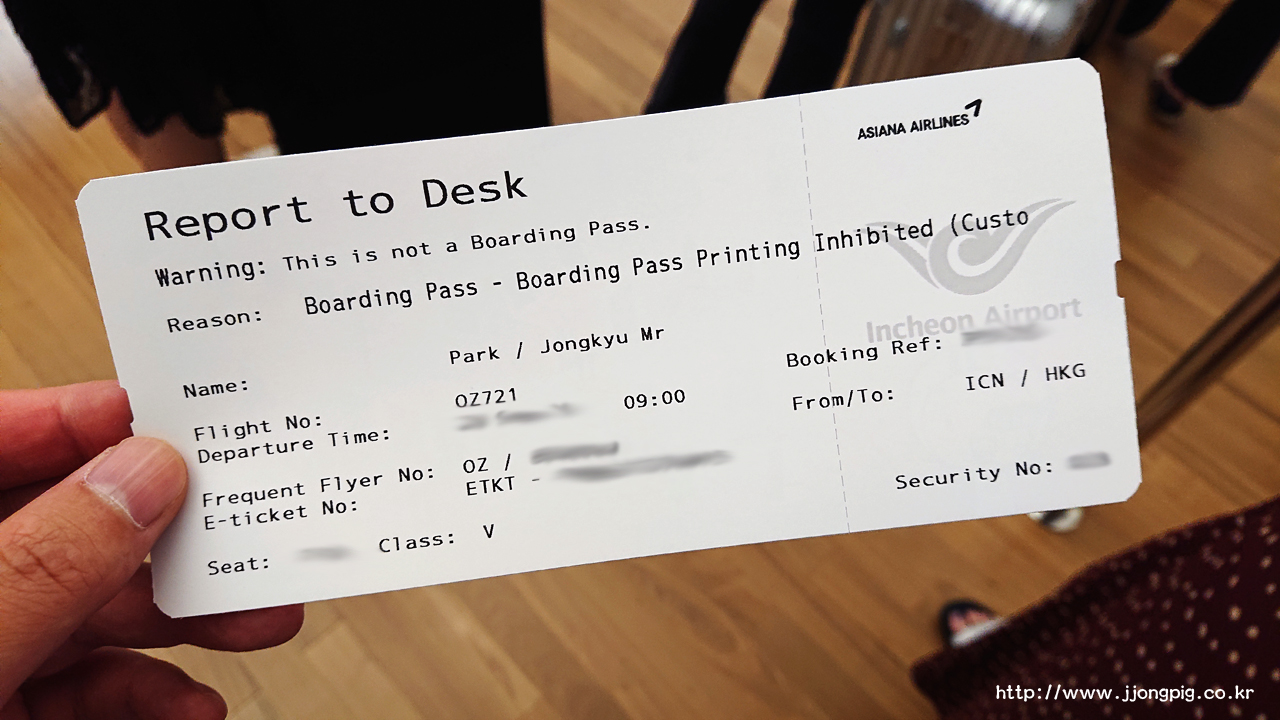 ASIANA AIRLINES
Report to Desk
Warning: This is not a Boarding Pass.
Reason: Boarding Pass - Boarding Pass Printing Inhibited (Custo
Incheon Airport
Name: Park / Jongkyu Mr
Booking Ref:
Flight No: OZ721
From/To: ICN / HKG
Departure Time: 09:00
Frequent Flyer No: OZ /
E-ticket No: ETKT -
Security No:
Seat: Class: V
http://www.jjongpig.co.kr